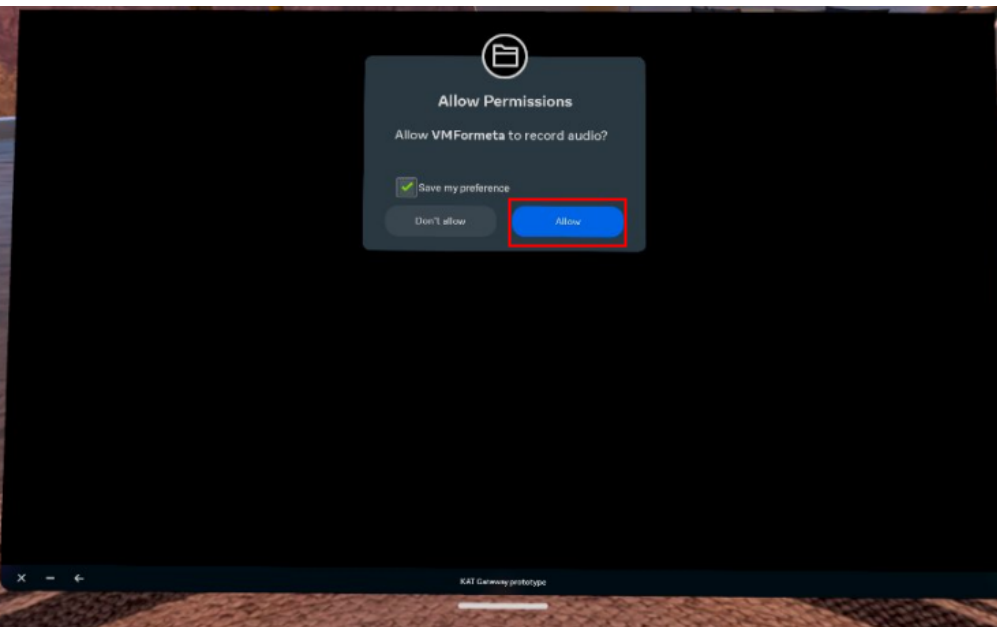 Allow Permissions
Allow VMFormeta to record audio?
Save my preference
Don't allow
Allow
KAT Gateway prototype